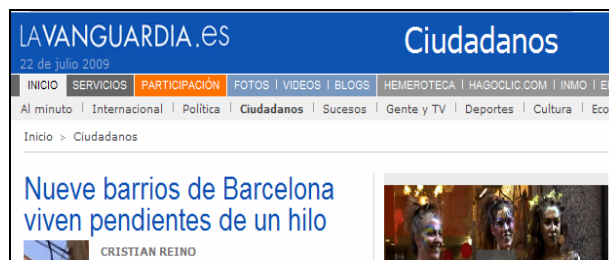 LAVANGUARDIA.es
Ciudadanos
22 de julio 2009
INICIO SERVICIOS PARTICIPACIÓN FOTOS | VIDEOS | BLOGS HEMEROTECA | HAGOCLIC.COM | INMO |
Al minuto | Internacional | Política | Ciudadanos | Sucesos | Gente y TV | Deportes | Cultura | Eco
Inicio > Ciudadanos
Nueve barrios de Barcelona
viven pendientes de un hilo
CRISTIAN REINO